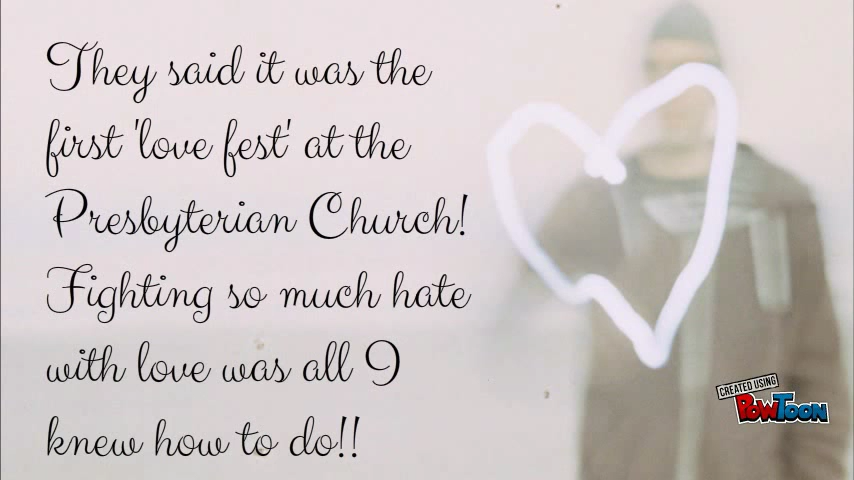 They said it was the
first 'love fest' at the
Presbyterian Church!
Fighting so much hate
with love was all I
knew how to do!!
CREATED USING
POWTOON